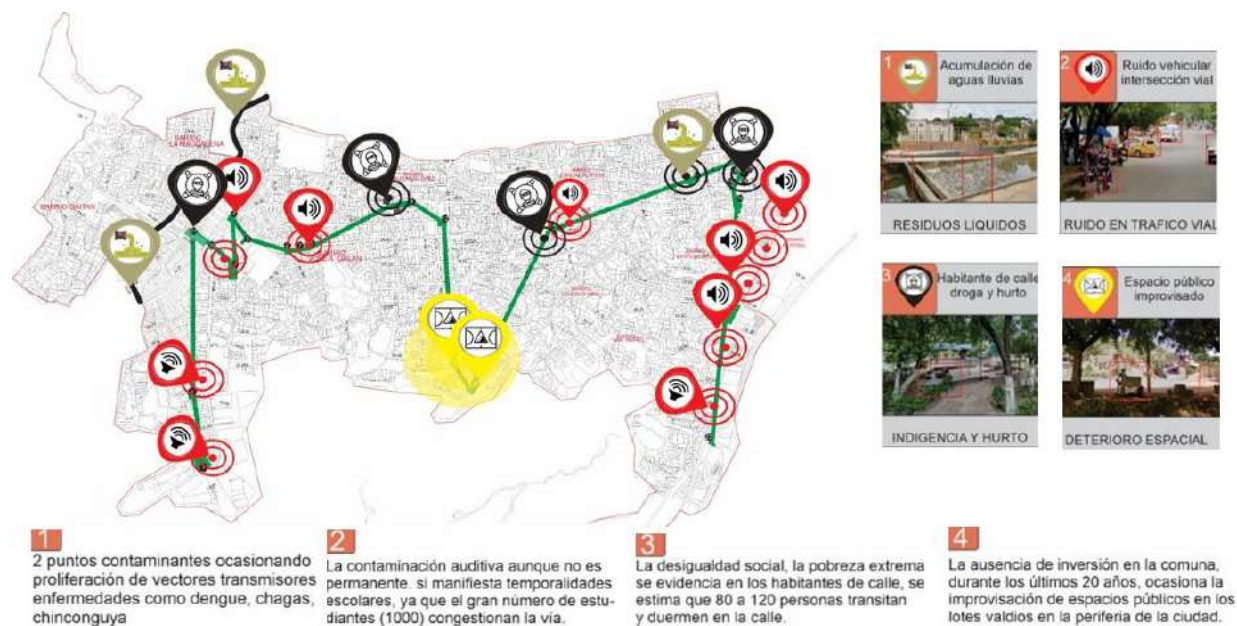 BARRIO
LA MAGDALENA
1
Acumulación de
aguas lluvias
RESIDUOS LIQUIDOS
2
Ruido vehicular
intersección vial
RUIDO EN TRAFICO VIAL
3
Habitante de calle
droga y hurto
INDIGENCIA Y HURTO
4
Espacio público
improvisado
DETERIORO ESPACIAL
1
2 puntos contaminantes ocasionando
proliferación de vectores transmisores
enfermedades como dengue, chagas,
chinconguya
2
La contaminación auditiva aunque no es
permanente. si manifiesta temporalidades
escolares, ya que el gran número de estu-
diantes (1000) congestionan la vía.
3
La desigualdad social, la pobreza extrema
se evidencia en los habitantes de calle, se
estima que 80 a 120 personas transitan
y duermen en la calle.
4
La ausencia de inversión en la comuna,
durante los últimos 20 años, ocasiona la
improvisación de espacios públicos en los
lotes valdios en la periferia de la ciudad.